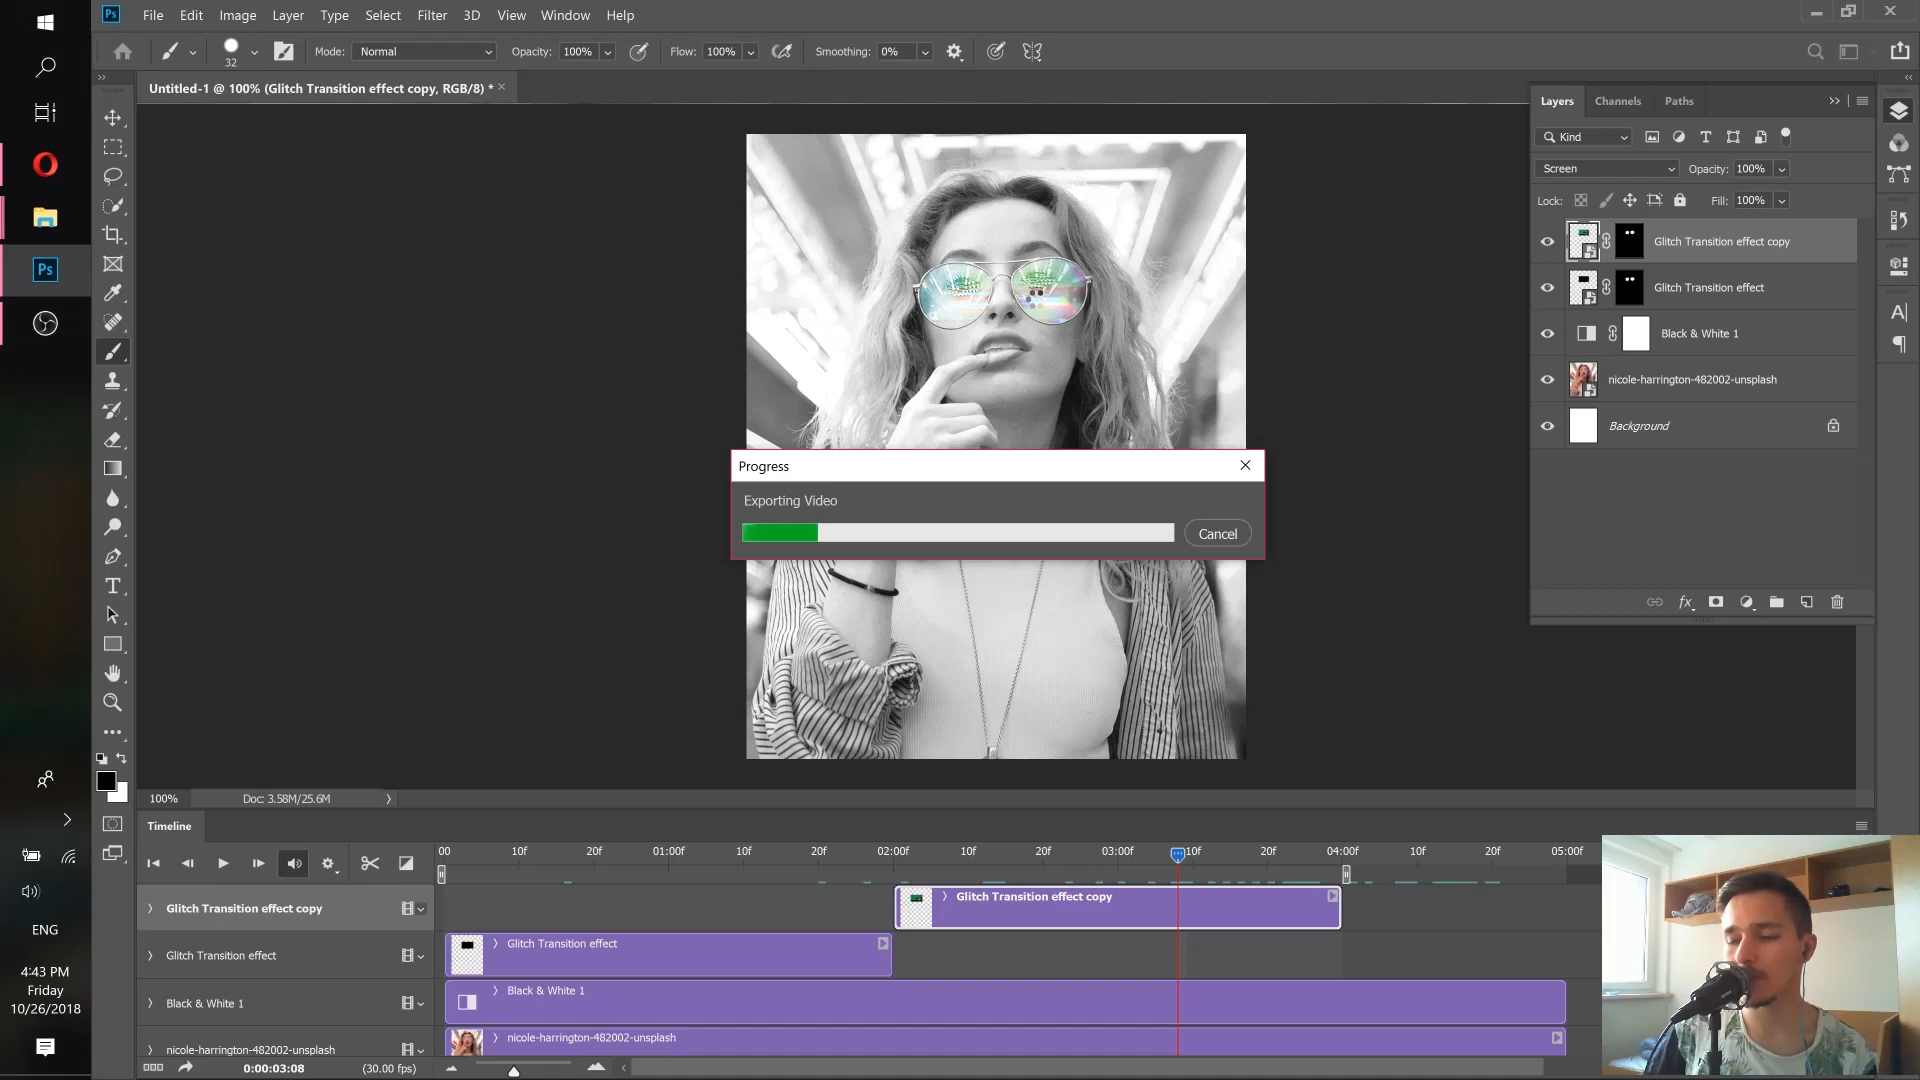 Ps File Edit Image Layer Type Select Filter 3D View Window Help
32 Mode: Normal Opacity: 100% Flow: 100% Smoothing: 0%
Untitled-1 @ 100% (Glitch Transition effect copy, RGB/8) *
Layers Channels Paths
Kind
Screen Opacity: 100%
Lock: Fill: 100%
Glitch Transition effect copy
Glitch Transition effect
Black & White 1
nicole-harrington-482002-unsplash
Background
Ps
Progress
Exporting Video
Cancel
100% Doc: 3.58M/25.6M
Timeline
00 10f 20f 01:00f 10f 20f 02:00f 10f 20f 03:00f 10f 20f 04:00f 10f 20f 05:00f
Glitch Transition effect copy
Glitch Transition effect copy
Glitch Transition effect
Glitch Transition effect
Black & White 1
Black & White 1
nicole-harrington-482002-unsplash
nicole-harrington-482002-unsplash
0:00:03:08 (30.00 fps)
ENG
4:43 PM
Friday
10/26/2018